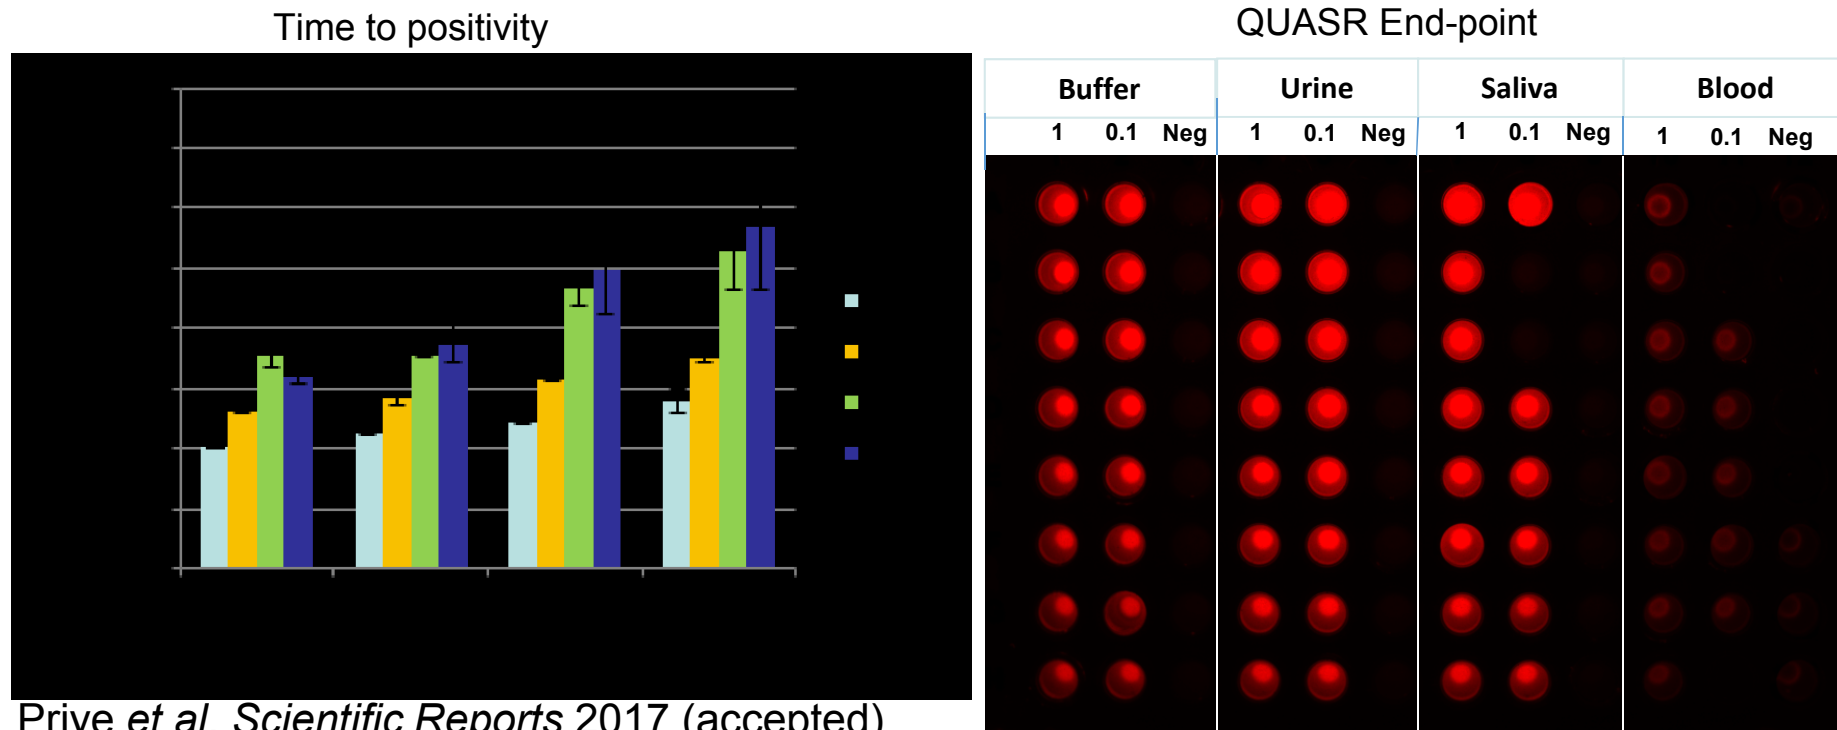 Time to positivity
QUASR End-point
Buffer Urine Saliva Blood
1 0.1 Neg 1 0.1 Neg 1 0.1 Neg 1 0.1 Neg
Prive et al Scientific Reports 2017 (accepted)